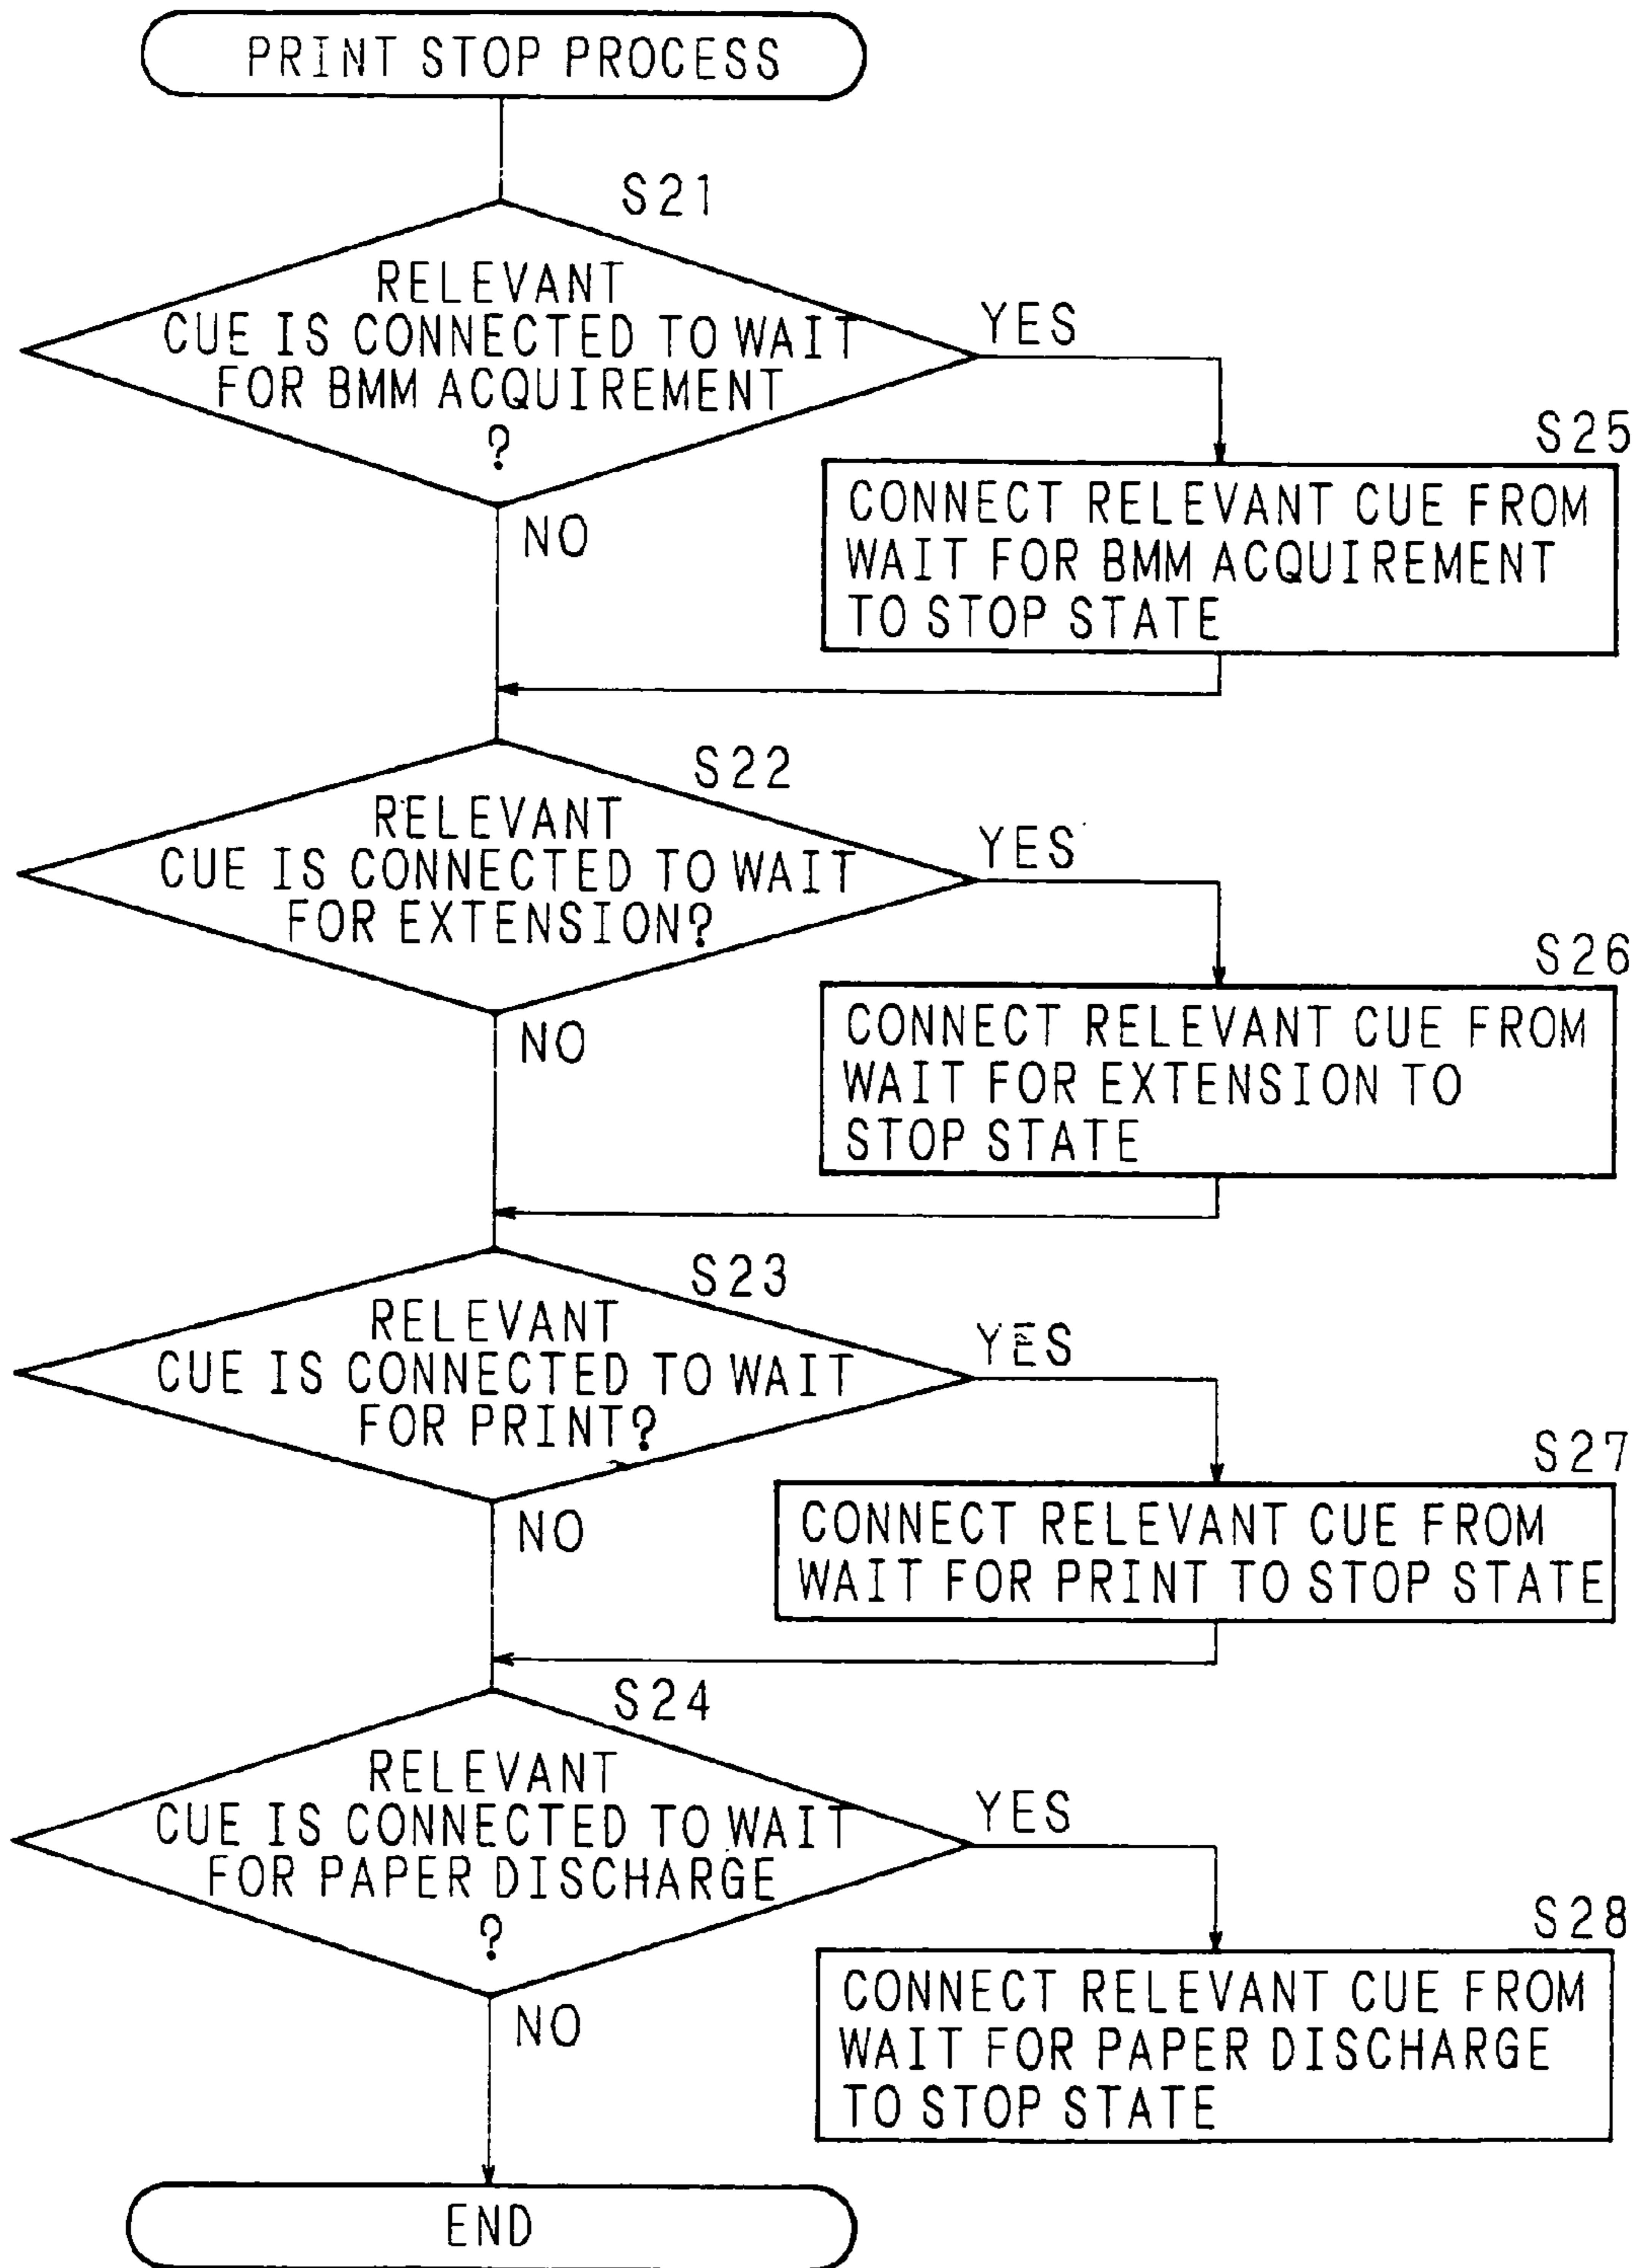 PRINT STOP PROCESS
S21
RELEVANT
CUE IS CONNECTED TO WAIT
FOR BMM ACQUIREMENT
?
YES
NO
S25
CONNECT RELEVANT CUE FROM
WAIT FOR BMM ACQUIREMENT
TO STOP STATE
S22
RELEVANT
CUE IS CONNECTED TO WAIT
FOR EXTENSION?
YES
NO
S26
CONNECT RELEVANT CUE FROM
WAIT FOR EXTENSION TO
STOP STATE
S23
RELEVANT
CUE IS CONNECTED TO WAIT
FOR PRINT?
YES
NO
S27
CONNECT RELEVANT CUE FROM
WAIT FOR PRINT TO STOP STATE
S24
RELEVANT
CUE IS CONNECTED TO WAIT
FOR PAPER DISCHARGE
?
YES
NO
S28
CONNECT RELEVANT CUE FROM
WAIT FOR PAPER DISCHARGE
TO STOP STATE
END